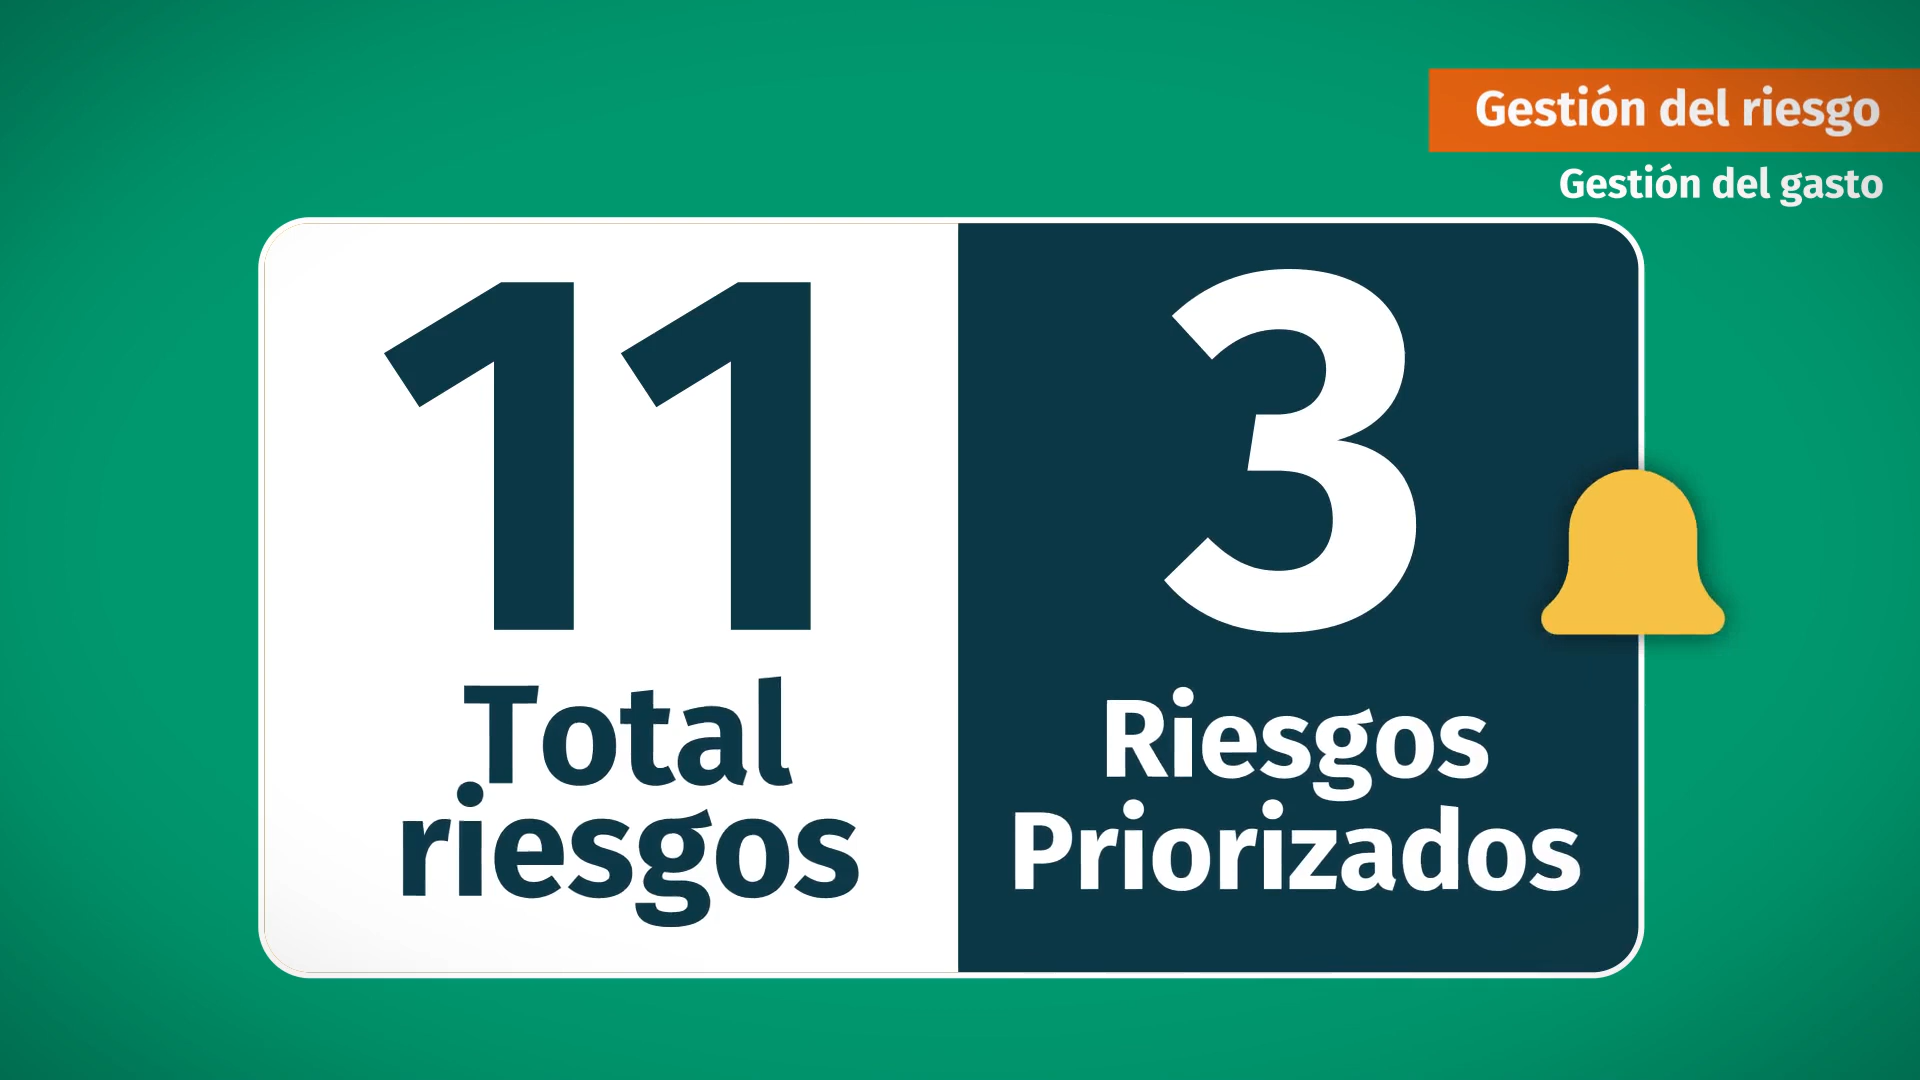 Gestión del riesgo
Gestión del gasto
11
Total
riesgos
3
Riesgos
Priorizados